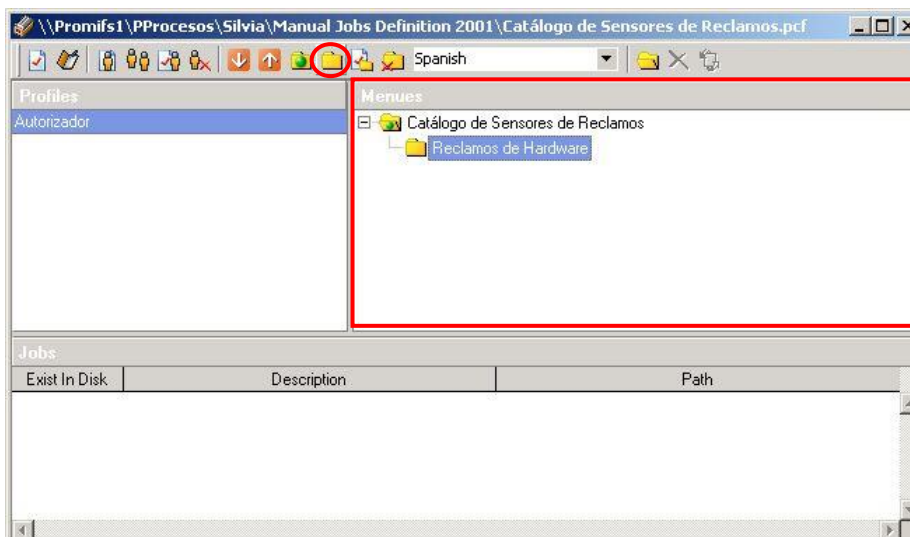 \\Promifs1\PProcesos\Silvia\Manual Jobs Definition 2001\Catálogo de Sensores de Reclamos.pcf
Spanish
Profiles
Menues
Autorizador
Catálogo de Sensores de Reclamos
Reclamos de Hardware
Jobs
Exist In Disk
Description
Path